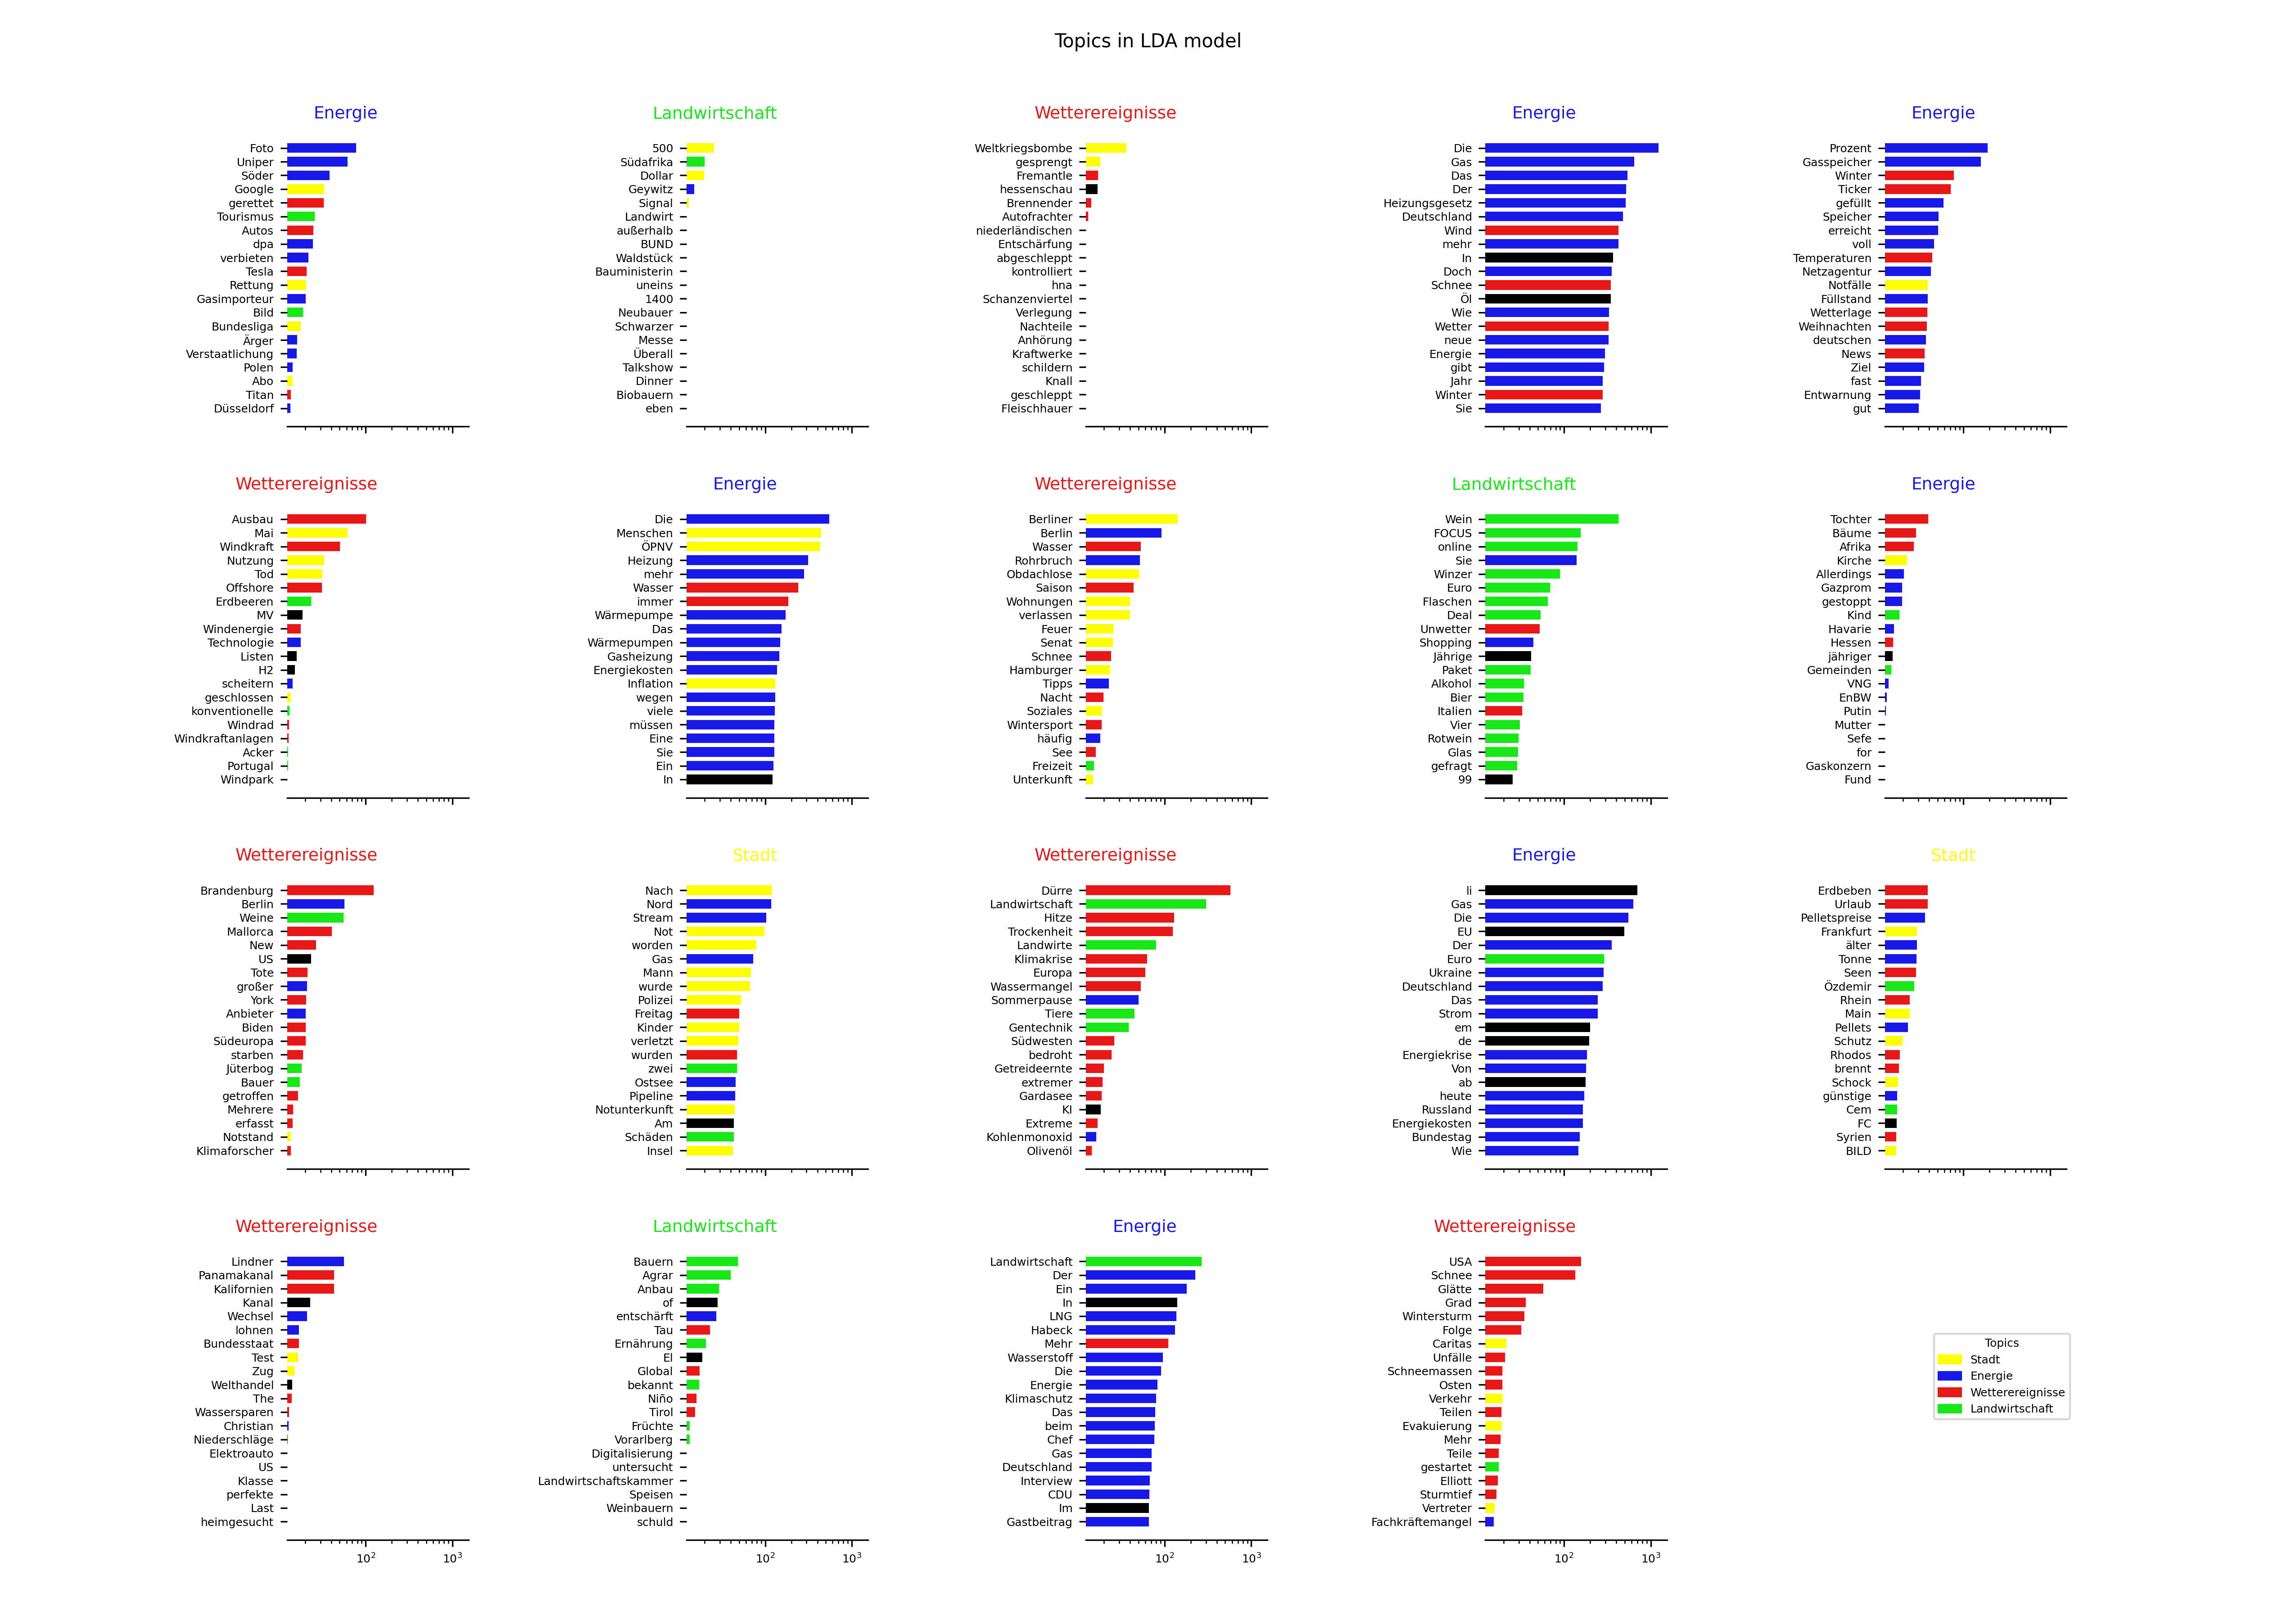 Topics in LDA model
Energie
Foto
Uniper
Söder
Google
gerettet
Tourismus
Autos
dpa
verbieten
Tesla
Rettung
Gasimporteur
Bild
Bundesliga
Ärger
Verstaatlichung
Polen
Abo
Titan
Düsseldorf
Landwirtschaft
500
Südafrika
Dollar
Geywitz
Signal
Landwirt
außerhalb
BUND
Waldstück
Bauministerin
uneins
1400
Neubauer
Schwarzer
Messe
Überall
Talkshow
Dinner
Biobauern
eben
Wetterereignisse
Weltkriegsbombe
gesprengt
Fremantle
hessenschau
Brennender
Autofrachter
niederländischen
Entschärfung
abgeschleppt
kontrolliert
hna
Schanzenviertel
Verlegung
Nachteile
Anhörung
Kraftwerke
schildern
Knall
geschleppt
Fleischhauer
Energie
Die
Gas
Das
Der
Heizungsgesetz
Deutschland
Wind
mehr
In
Doch
Schnee
Öl
Wie
Wetter
neue
Energie
gibt
Jahr
Winter
Sie
Energie
Prozent
Gasspeicher
Winter
Ticker
gefüllt
Speicher
erreicht
voll
Temperaturen
Netzagentur
Notfälle
Füllstand
Wetterlage
Weihnachten
deutschen
News
Ziel
fast
Entwarnung
gut
Wetterereignisse
Ausbau
Mai
Windkraft
Nutzung
Tod
Offshore
Erdbeeren
MV
Windenergie
Technologie
Listen
H2
scheitern
geschlossen
konventionelle
Windrad
Windkraftanlagen
Acker
Portugal
Windpark
Energie
Die
Menschen
ÖPNV
Heizung
mehr
Wasser
immer
Wärmepumpe
Das
Wärmepumpen
Gasheizung
Energiekosten
Inflation
wegen
viele
müssen
Eine
Sie
Ein
In
Wetterereignisse
Berliner
Berlin
Wasser
Rohrbruch
Obdachlose
Saison
Wohnungen
verlassen
Feuer
Senat
Schnee
Hamburger
Tipps
Nacht
Soziales
Wintersport
häufig
See
Freizeit
Unterkunft
Landwirtschaft
Wein
FOCUS
online
Sie
Winzer
Euro
Flaschen
Deal
Unwetter
Shopping
Jährige
Paket
Alkohol
Bier
Italien
Vier
Rotwein
Glas
gefragt
99
Energie
Tochter
Bäume
Afrika
Kirche
Allerdings
Gazprom
gestoppt
Kind
Havarie
Hessen
jähriger
Gemeinden
VNG
EnBW
Putin
Mutter
Sefe
for
Gaskonzern
Fund
Wetterereignisse
Brandenburg
Berlin
Weine
Mallorca
New
US
Tote
großer
York
Anbieter
Biden
Südeuropa
starben
Jüterbog
Bauer
getroffen
Mehrere
erfasst
Notstand
Klimaforscher
Stadt
Nach
Nord
Stream
Not
worden
Gas
Mann
wurde
Polizei
Freitag
Kinder
verletzt
wurden
zwei
Ostsee
Pipeline
Notunterkunft
Am
Schäden
Insel
Wetterereignisse
Dürre
Landwirtschaft
Hitze
Trockenheit
Landwirte
Klimakrise
Europa
Wassermangel
Sommerpause
Tiere
Gentechnik
Südwesten
bedroht
Getreideernte
extremer
Gardasee
KI
Extreme
Kohlenmonoxid
Olivenöl
Energie
li
Gas
Die
EU
Der
Euro
Ukraine
Deutschland
Das
Strom
em
de
Energiekrise
Von
ab
heute
Russland
Energiekosten
Bundestag
Wie
Stadt
Erdbeben
Urlaub
Pelletspreise
Frankfurt
älter
Tonne
Seen
Özdemir
Rhein
Main
Pellets
Schutz
Rhodos
brennt
Schock
günstige
Cem
FC
Syrien
BILD
Wetterereignisse
Lindner
Panamakanal
Kalifornien
Kanal
Wechsel
lohnen
Bundesstaat
Test
Zug
Welthandel
The
Wassersparen
Christian
Niederschläge
Elektroauto
US
Klasse
perfekte
Last
heimgesucht
10² 10³
Landwirtschaft
Bauern
Agrar
Anbau
of
entschärft
Tau
Ernährung
El
Global
bekannt
Niño
Tirol
Früchte
Vorarlberg
Digitalisierung
untersucht
Landwirtschaftskammer
Speisen
Weinbauern
schuld
10² 10³
Energie
Landwirtschaft
Der
Ein
In
LNG
Habeck
Mehr
Wasserstoff
Die
Energie
Klimaschutz
Das
beim
Chef
Gas
Deutschland
Interview
CDU
Im
Gastbeitrag
10² 10³
Wetterereignisse
USA
Schnee
Glätte
Grad
Wintersturm
Folge
Caritas
Unfälle
Schneemassen
Osten
Verkehr
Teilen
Evakuierung
Mehr
Teile
gestartet
Elliott
Sturmtief
Vertreter
Fachkräftemangel
10² 10³
Topics
Stadt
Energie
Wetterereignisse
Landwirtschaft